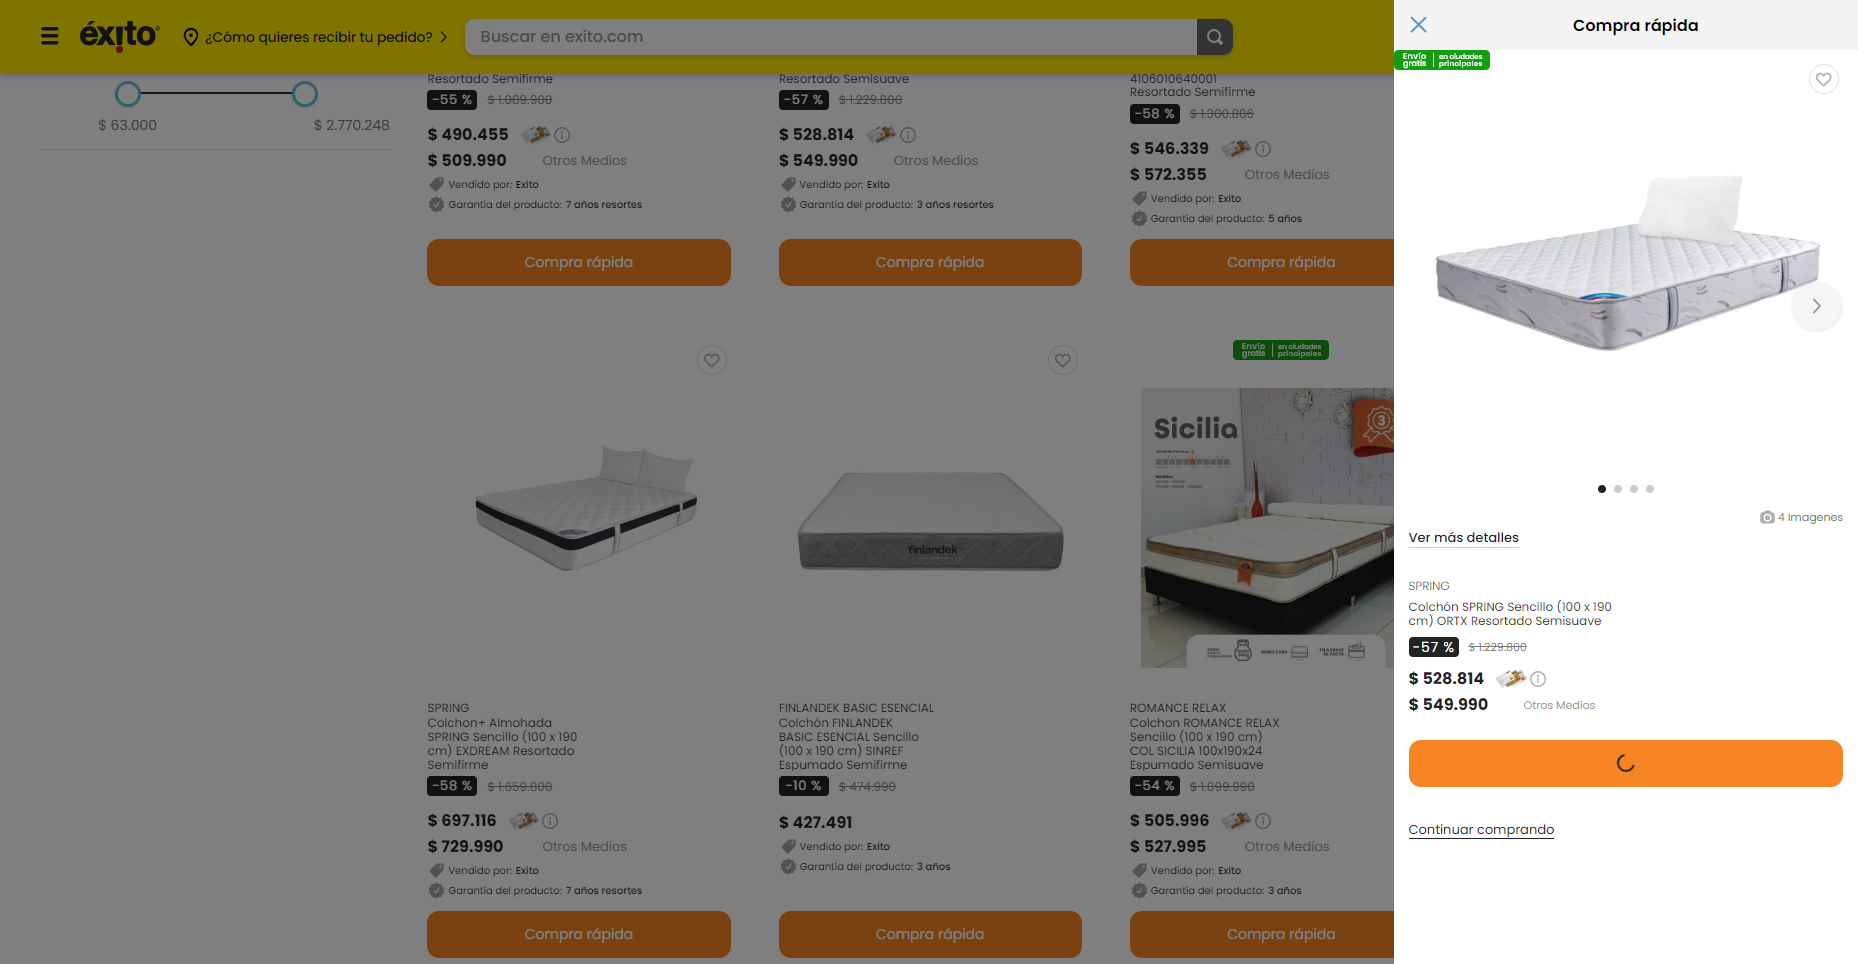 éxito
¿Cómo quieres recibir tu pedido?
Buscar en exito.com
$ 63.000
$ 2.770.248
Resortado Semifirme
-55 %
$ 1.089.900
$ 490.455
$ 509.990
Otros Medios
Vendido por: Exito
Garantía del producto: 7 años resortes
Compra rápida
Resortado Semisuave
-57 %
$ 1.229.800
$ 528.814
$ 549.990
Otros Medios
Vendido por: Exito
Garantía del producto: 3 años resortes
Compra rápida
4106010640001
Resortado Semifirme
-58 %
$ 1.300.806
$ 546.339
$ 572.355
Otros Medios
Vendido por: Exito
Garantía del producto: 5 años
Compra rápida
SPRING
Colchon+ Almohada
SPRING Sencillo (100 x 190
cm) EXDREAM Resortado
Semifirme
-58 %
$ 1.659.800
$ 697.116
$ 729.990
Otros Medios
Vendido por: Exito
Garantía del producto: 7 años resortes
Compra rápida
finlandek
FINLANDEK BASIC ESENCIAL
Colchón FINLANDEK
BASIC ESENCIAL Sencillo
(100 x 190 cm) SINREF
Espumado Semifirme
-10 %
$ 474.990
$ 427.491
Vendido por: Exito
Garantía del producto: 3 años
Compra rápida
Envío gratis
en ciudades principales
Sicilia
3
ROMANCE RELAX
Colchon ROMANCE RELAX
Sencillo (100 x 190 cm)
COL SICILIA 100x190x24
Espumado Semisuave
-54 %
$ 1.099.990
$ 505.996
$ 527.995
Otros Medios
Vendido por: Exito
Garantía del producto: 3 años
Compra rápida
Compra rápida
Envío gratis
en ciudades principales
4 Imagenes
Ver más detalles
SPRING
Colchón SPRING Sencillo (100 x 190
cm) ORTX Resortado Semisuave
-57 %
$ 1.229.800
$ 528.814
$ 549.990
Otros Medios
Continuar comprando